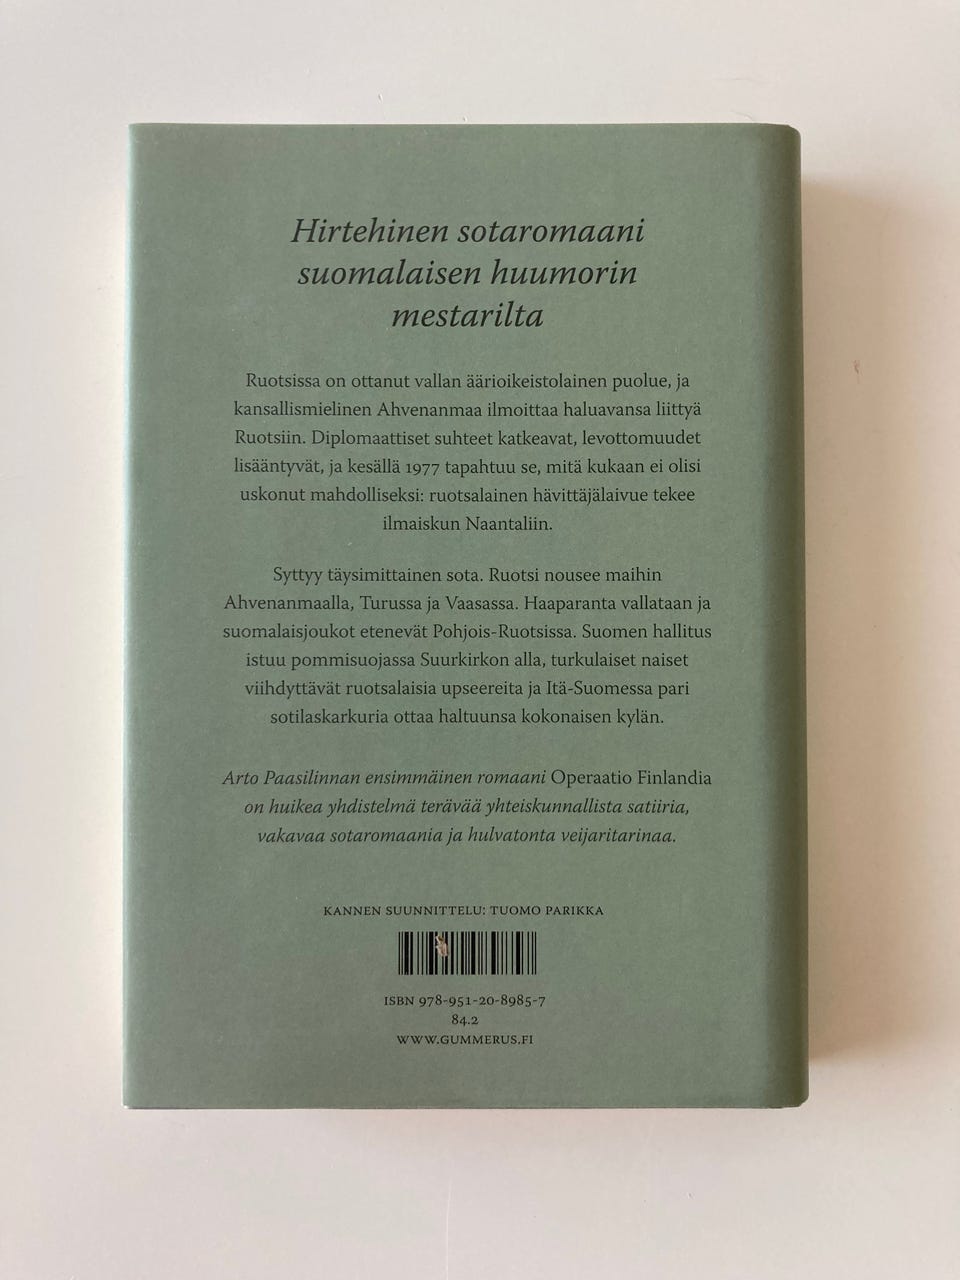 Hirtehinen sotaromaani
suomalaisen huumorin
mestarilta
Ruotsissa on ottanut vallan äärioikeistolainen puolue, ja
kansallismielinen Ahvenanmaa ilmoittaa haluavansa liittyä
Ruotsiin. Diplomaattiset suhteet katkeavat, levottomuudet
lisääntyvät, ja kesällä 1977 tapahtuu se, mitä kukaan ei olisi
uskonut mahdolliseksi: ruotsalainen hävittäjälaivue tekee
ilmaiskun Naantaliin.
Syttyy täysimittainen sota. Ruotsi nousee maihin
Ahvenanmaalla, Turussa ja Vaasassa. Haaparanta vallataan ja
suomalaisjoukot etenevät Pohjois-Ruotsissa. Suomen hallitus
istuu pommisuojassa Suurkirkon alla, turkulaiset naiset
viihdyttävät ruotsalaisia upseereita ja Itä-Suomessa pari
sotilaskarkuria ottaa haltuunsa kokonaisen kylän.
Arto Paasilinnan ensimmäinen romaani Operaatio Finlandia
on huikea yhdistelmä terävää yhteiskunnallista satiiria,
vakavaa sotaromaania ja hulvatonta veijaritarinaa.
KANNEN SUUNNITTELU: TUOMO PARIKKA
ISBN 978-951-20-8985-7
84.2
WWW.GUMMERUS.FI